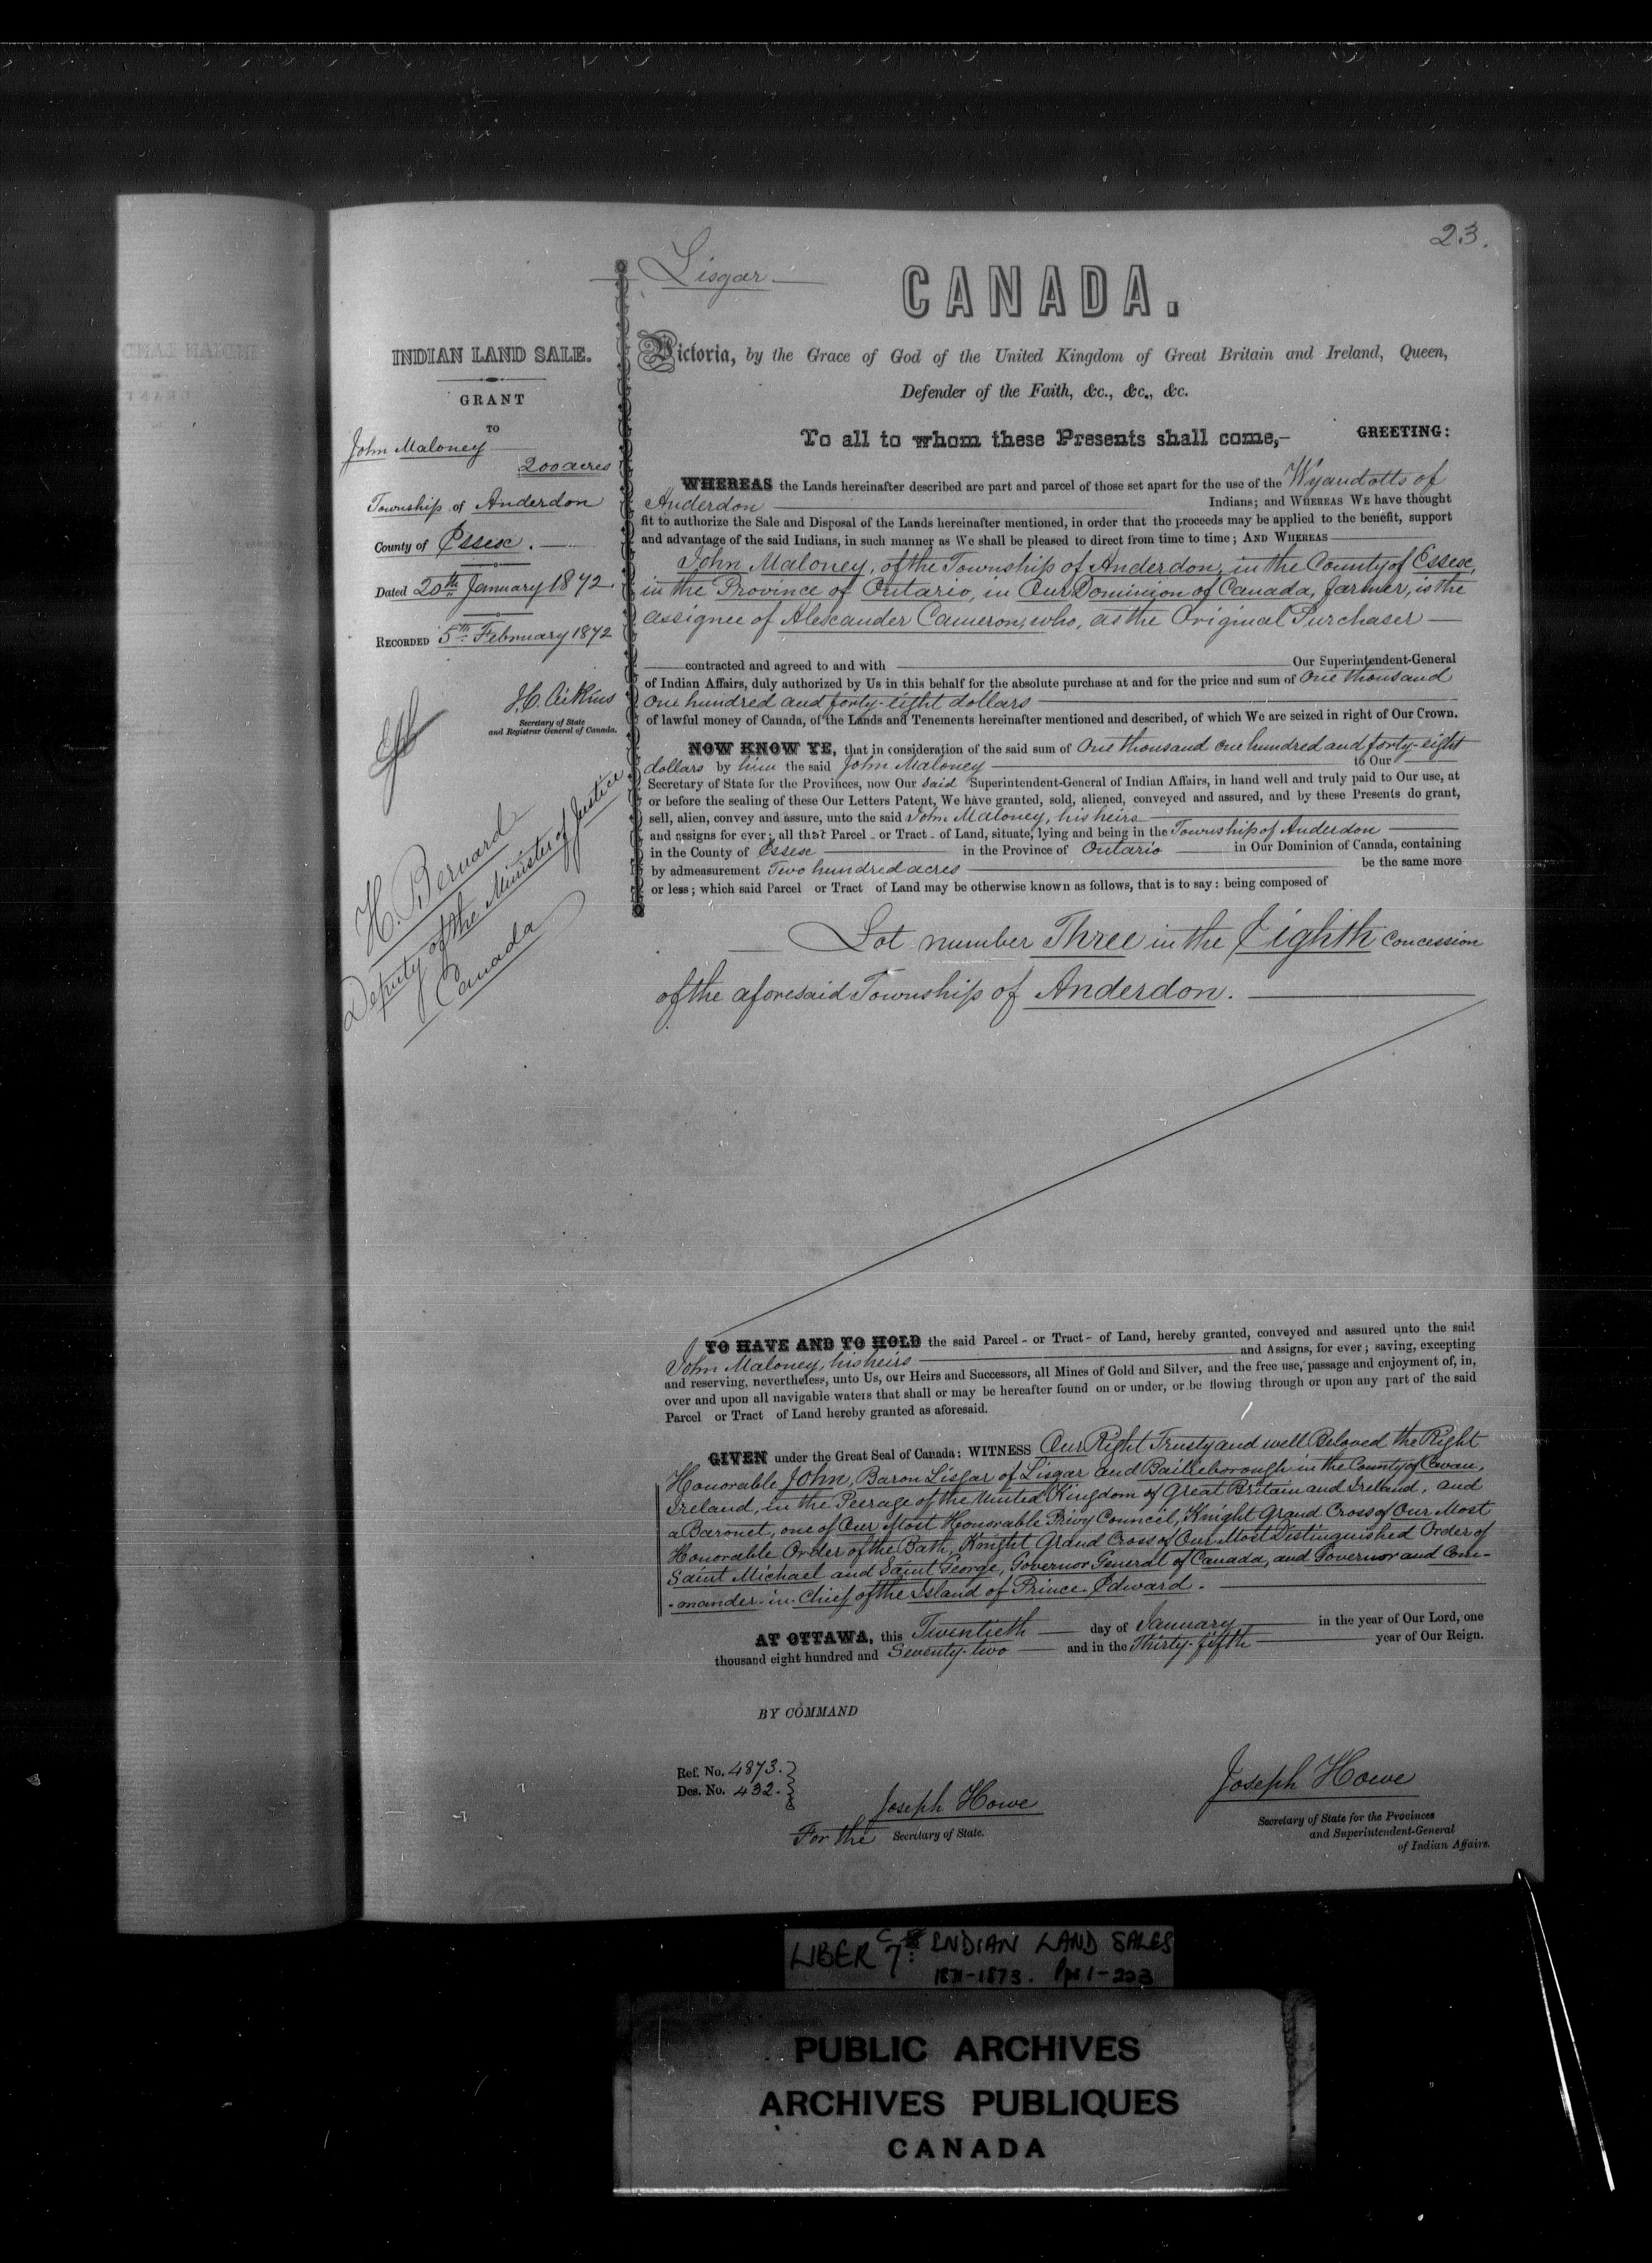 23.
Lisgar
CANADA.
INDIAN LAND SALE.
GRANT
TO
John Maloney
200 acres
Township of Anderdon
County of Essex.
Dated 20th January 1872.
RECORDED 5th February 1872
J.C. Aikins
Secretary of State
and Registrar General of Canada.
H. Bernard
Deputy of the Minister of Justice
Canada
Victoria, by the Grace of God of the United Kingdom of Great Britain and Ireland, Queen,
Defender of the Faith, &c., &c., &c.
To all to whom these Presents shall come,— GREETING:
WHEREAS the Lands hereinafter described are part and parcel of those set apart for the use of the Wyandotts of
Anderdon Indians; and WHEREAS WE have thought
fit to authorize the Sale and Disposal of the Lands hereinafter mentioned, in order that the proceeds may be applied to the benefit, support
and advantage of the said Indians, in such manner as We shall be pleased to direct from time to time; AND WHEREAS
John Maloney, of the Township of Anderdon, in the County of Essex,
in the Province of Ontario, in Our Dominion of Canada, farmer, is the
assignee of Alexander Cameron, who, as the Original Purchaser
contracted and agreed to and with Our Superintendent-General
of Indian Affairs, duly authorized by Us in this behalf for the absolute purchase at and for the price and sum of One thousand
One hundred and forty-eight dollars
of lawful money of Canada, of the Lands and Tenements hereinafter mentioned and described, of which We are seized in right of Our Crown.
NOW KNOW YE, that in consideration of the said sum of One thousand One hundred and forty-eight
dollars by him the said John Maloney to Our
Secretary of State for the Provinces, now Our said Superintendent-General of Indian Affairs, in hand well and truly paid to Our use, at
or before the sealing of these Our Letters Patent, We have granted, sold, aliened, conveyed and assured, and by these Presents do grant,
sell, alien, convey and assure, unto the said John Maloney, his heirs
and assigns for ever; all that Parcel - or Tract - of Land, situate, lying and being in the Township of Anderdon
in the County of Essex in the Province of Ontario in Our Dominion of Canada, containing
by admeasurement Two hundred acres be the same more
or less; which said Parcel or Tract of Land may be otherwise known as follows, that is to say: being composed of
Lot number Three in the Eighth Concession
of the aforesaid Township of Anderdon.
TO HAVE AND TO HOLD the said Parcel - or Tract - of Land, hereby granted, conveyed and assured unto the said
John Maloney, his heirs and Assigns, for ever; saving, excepting
and reserving, nevertheless, unto Us, our Heirs and Successors, all Mines of Gold and Silver, and the free use, passage and enjoyment of, in,
over and upon all navigable waters that shall or may be hereafter found on or under, or be flowing through or upon any part of the said
Parcel or Tract of Land hereby granted as aforesaid.
GIVEN under the Great Seal of Canada: WITNESS Our Right Trusty and well Beloved the Right
Honorable John, Baron Lisgar of Lisgar and Bailieborough in the County of Cavan,
Ireland, in the Peerage of the United Kingdom of Great Britain and Ireland, and
a Baronet, one of Our Most Honorable Privy Council, Knight Grand Cross of Our Most
Honorable Order of the Bath, Knight Grand Cross of Our Most Distinguished Order of
Saint Michael and Saint George, Governor General of Canada, and Governor and Com-
-mander-in-Chief of the Island of Prince Edward.
AT OTTAWA, this Twentieth day of January in the year of Our Lord, one
thousand eight hundred and Seventy-two and in the Thirty-fifth year of Our Reign.
BY COMMAND
Ref. No. 4873.
Des. No. 432.
Joseph Howe
For the Secretary of State.
Joseph Howe
Secretary of State for the Provinces
and Superintendent-General
of Indian Affairs.
LIBER C7 INDIAN LAND SALES
1871-1873. Pps 1-203
PUBLIC ARCHIVES
ARCHIVES PUBLIQUES
CANADA